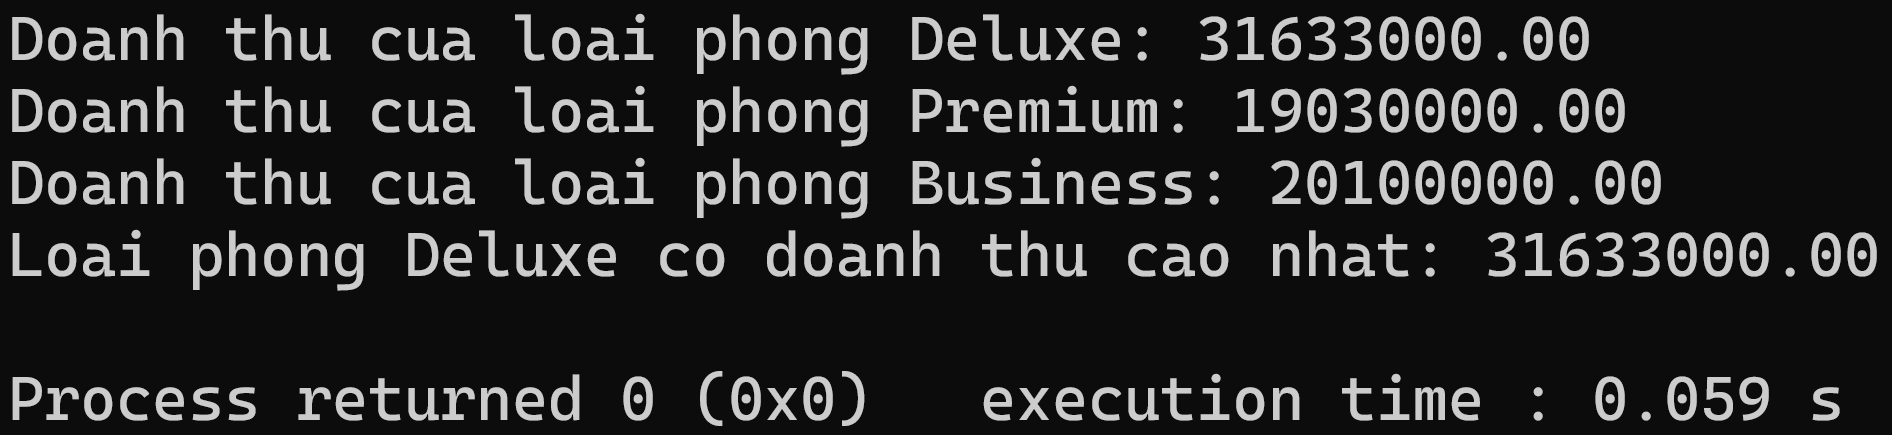 Doanh thu cua loai phong Deluxe: 31633000.00
Doanh thu cua loai phong Premium: 19030000.00
Doanh thu cua loai phong Business: 20100000.00
Loai phong Deluxe co doanh thu cao nhat: 31633000.00
Process returned 0 (0x0)   execution time : 0.059 s